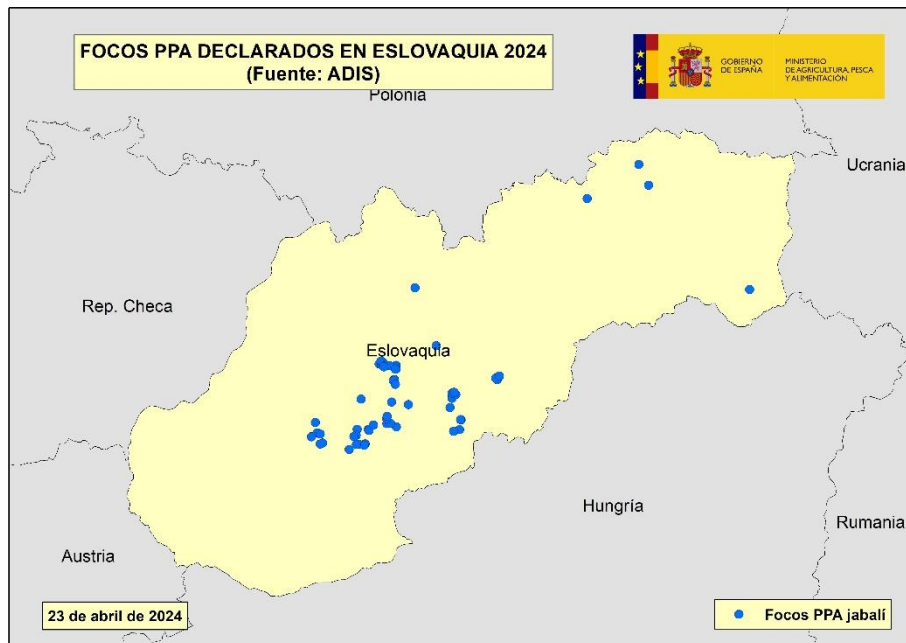 FOCOS PPA DECLARADOS EN ESLOVAQUIA 2024
(Fuente: ADIS)
GOBIERNO
DE ESPAÑA
MINISTERIO
DE AGRICULTURA, PESCA
Y ALIMENTACIÓN
Polonia
Ucrania
Rep. Checa
Eslovaquia
Hungría
Rumania
Austria
23 de abril de 2024
Focos PPA jabalí